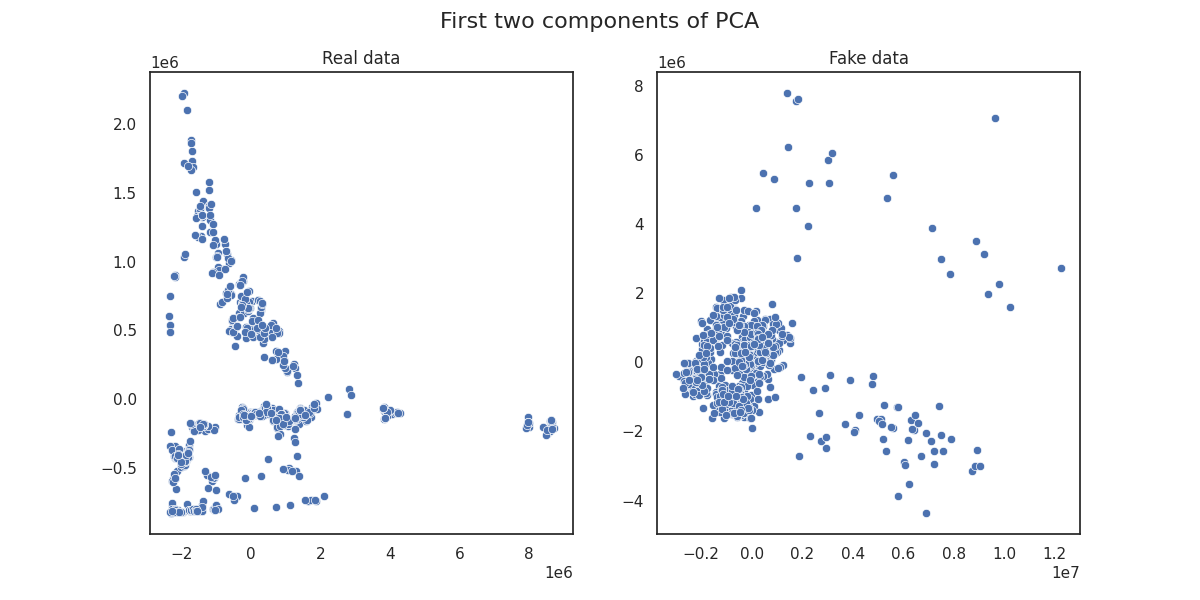 First two components of PCA
Real data
1e6
2.0
1.5
1.0
0.5
0.0
−0.5
−2 0 2 4 6 8
1e6
Fake data
1e6
8
6
4
2
0
−2
−4
−0.2 0.0 0.2 0.4 0.6 0.8 1.0 1.2
1e7